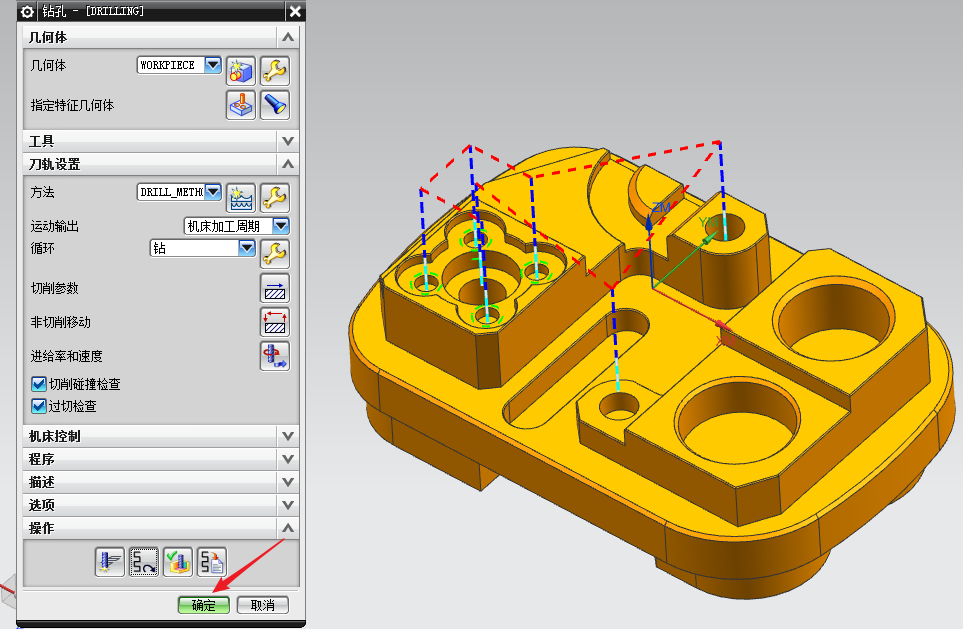 钻孔 - [DRILLING]
几何体
几何体 WORKPIECE
指定特征几何体
工具
刀轨设置
方法 DRILL_METH
运动输出 机床加工周期
循环 钻
切削参数
非切削移动
进给率和速度
切削碰撞检查
过切检查
机床控制
程序
描述
选项
操作
确定 取消
ZM
YM
XM